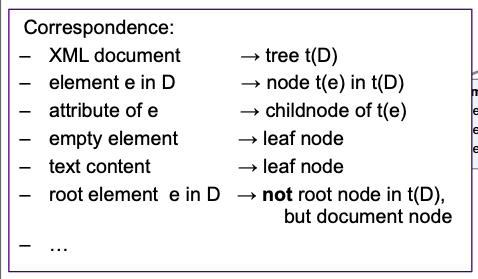 Correspondence:
– XML document → tree t(D)
– element e in D → node t(e) in t(D)
– attribute of e → childnode of t(e)
– empty element → leaf node
– text content → leaf node
– root element e in D → not root node in t(D),
but document node
– …